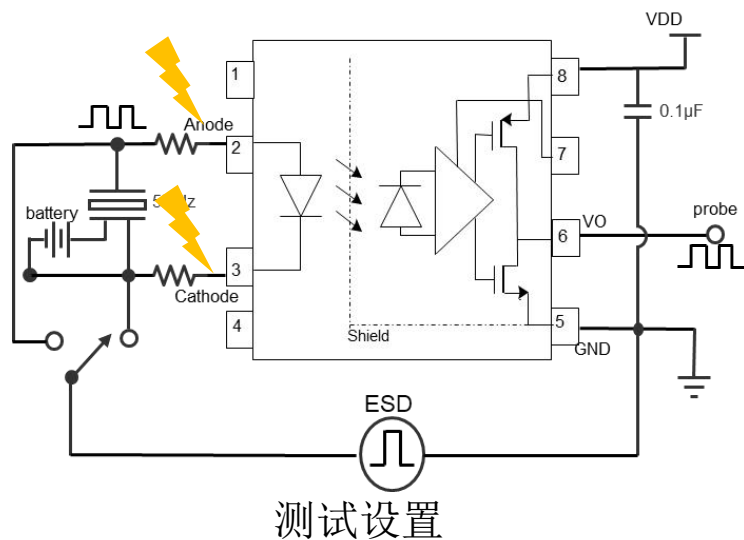 VDD
1
8
0.1μF
Anode
2
7
battery
probe
6
VO
3
Cathode
4
Shield
5
GND
ESD
测试设置